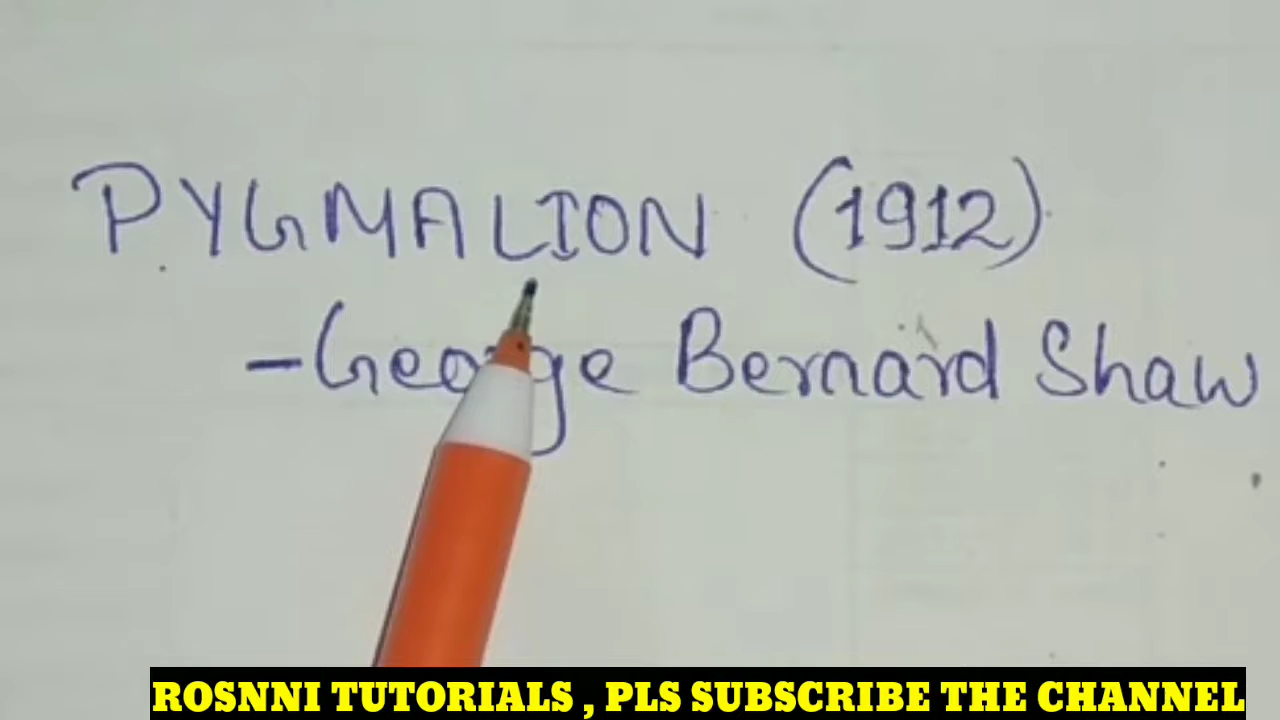 PYGMALION (1912)
- George Bernard Shaw
ROSNNI TUTORIALS , PLS SUBSCRIBE THE CHANNEL